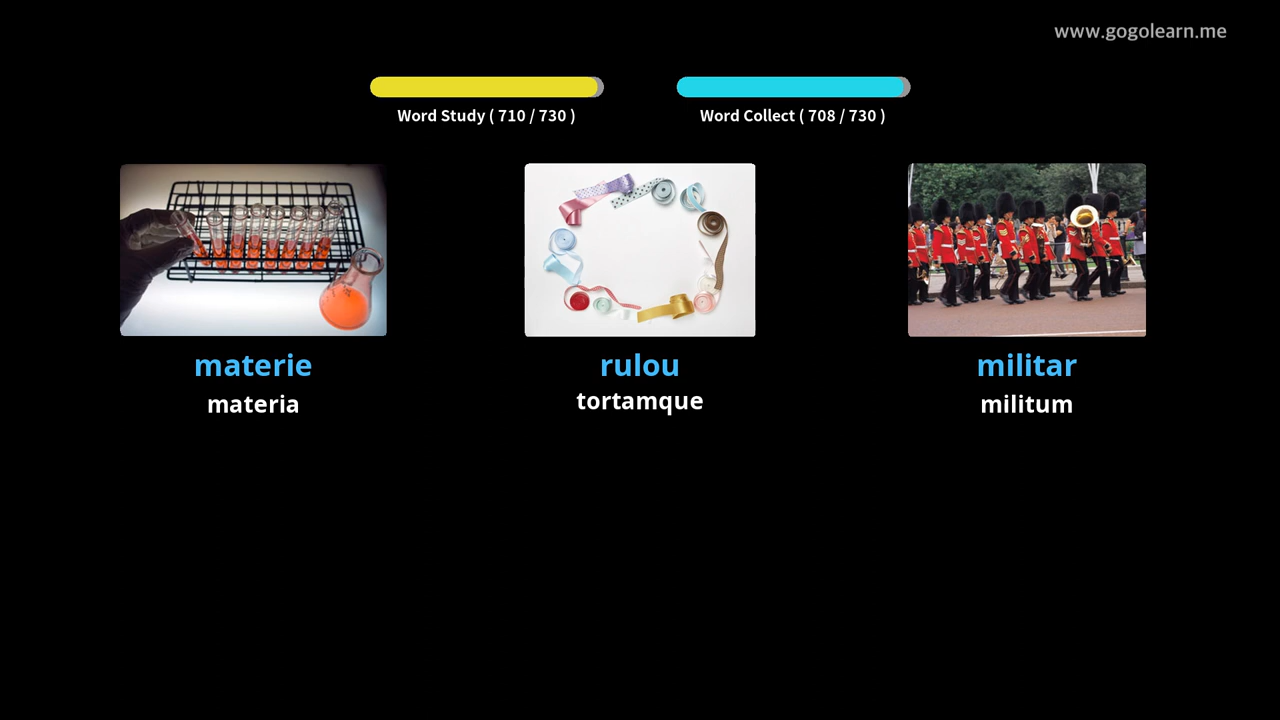 www.gogolearn.me
Word Study ( 710 / 730 )
Word Collect ( 708 / 730 )
materie
materia
rulou
tortamque
militar
militum